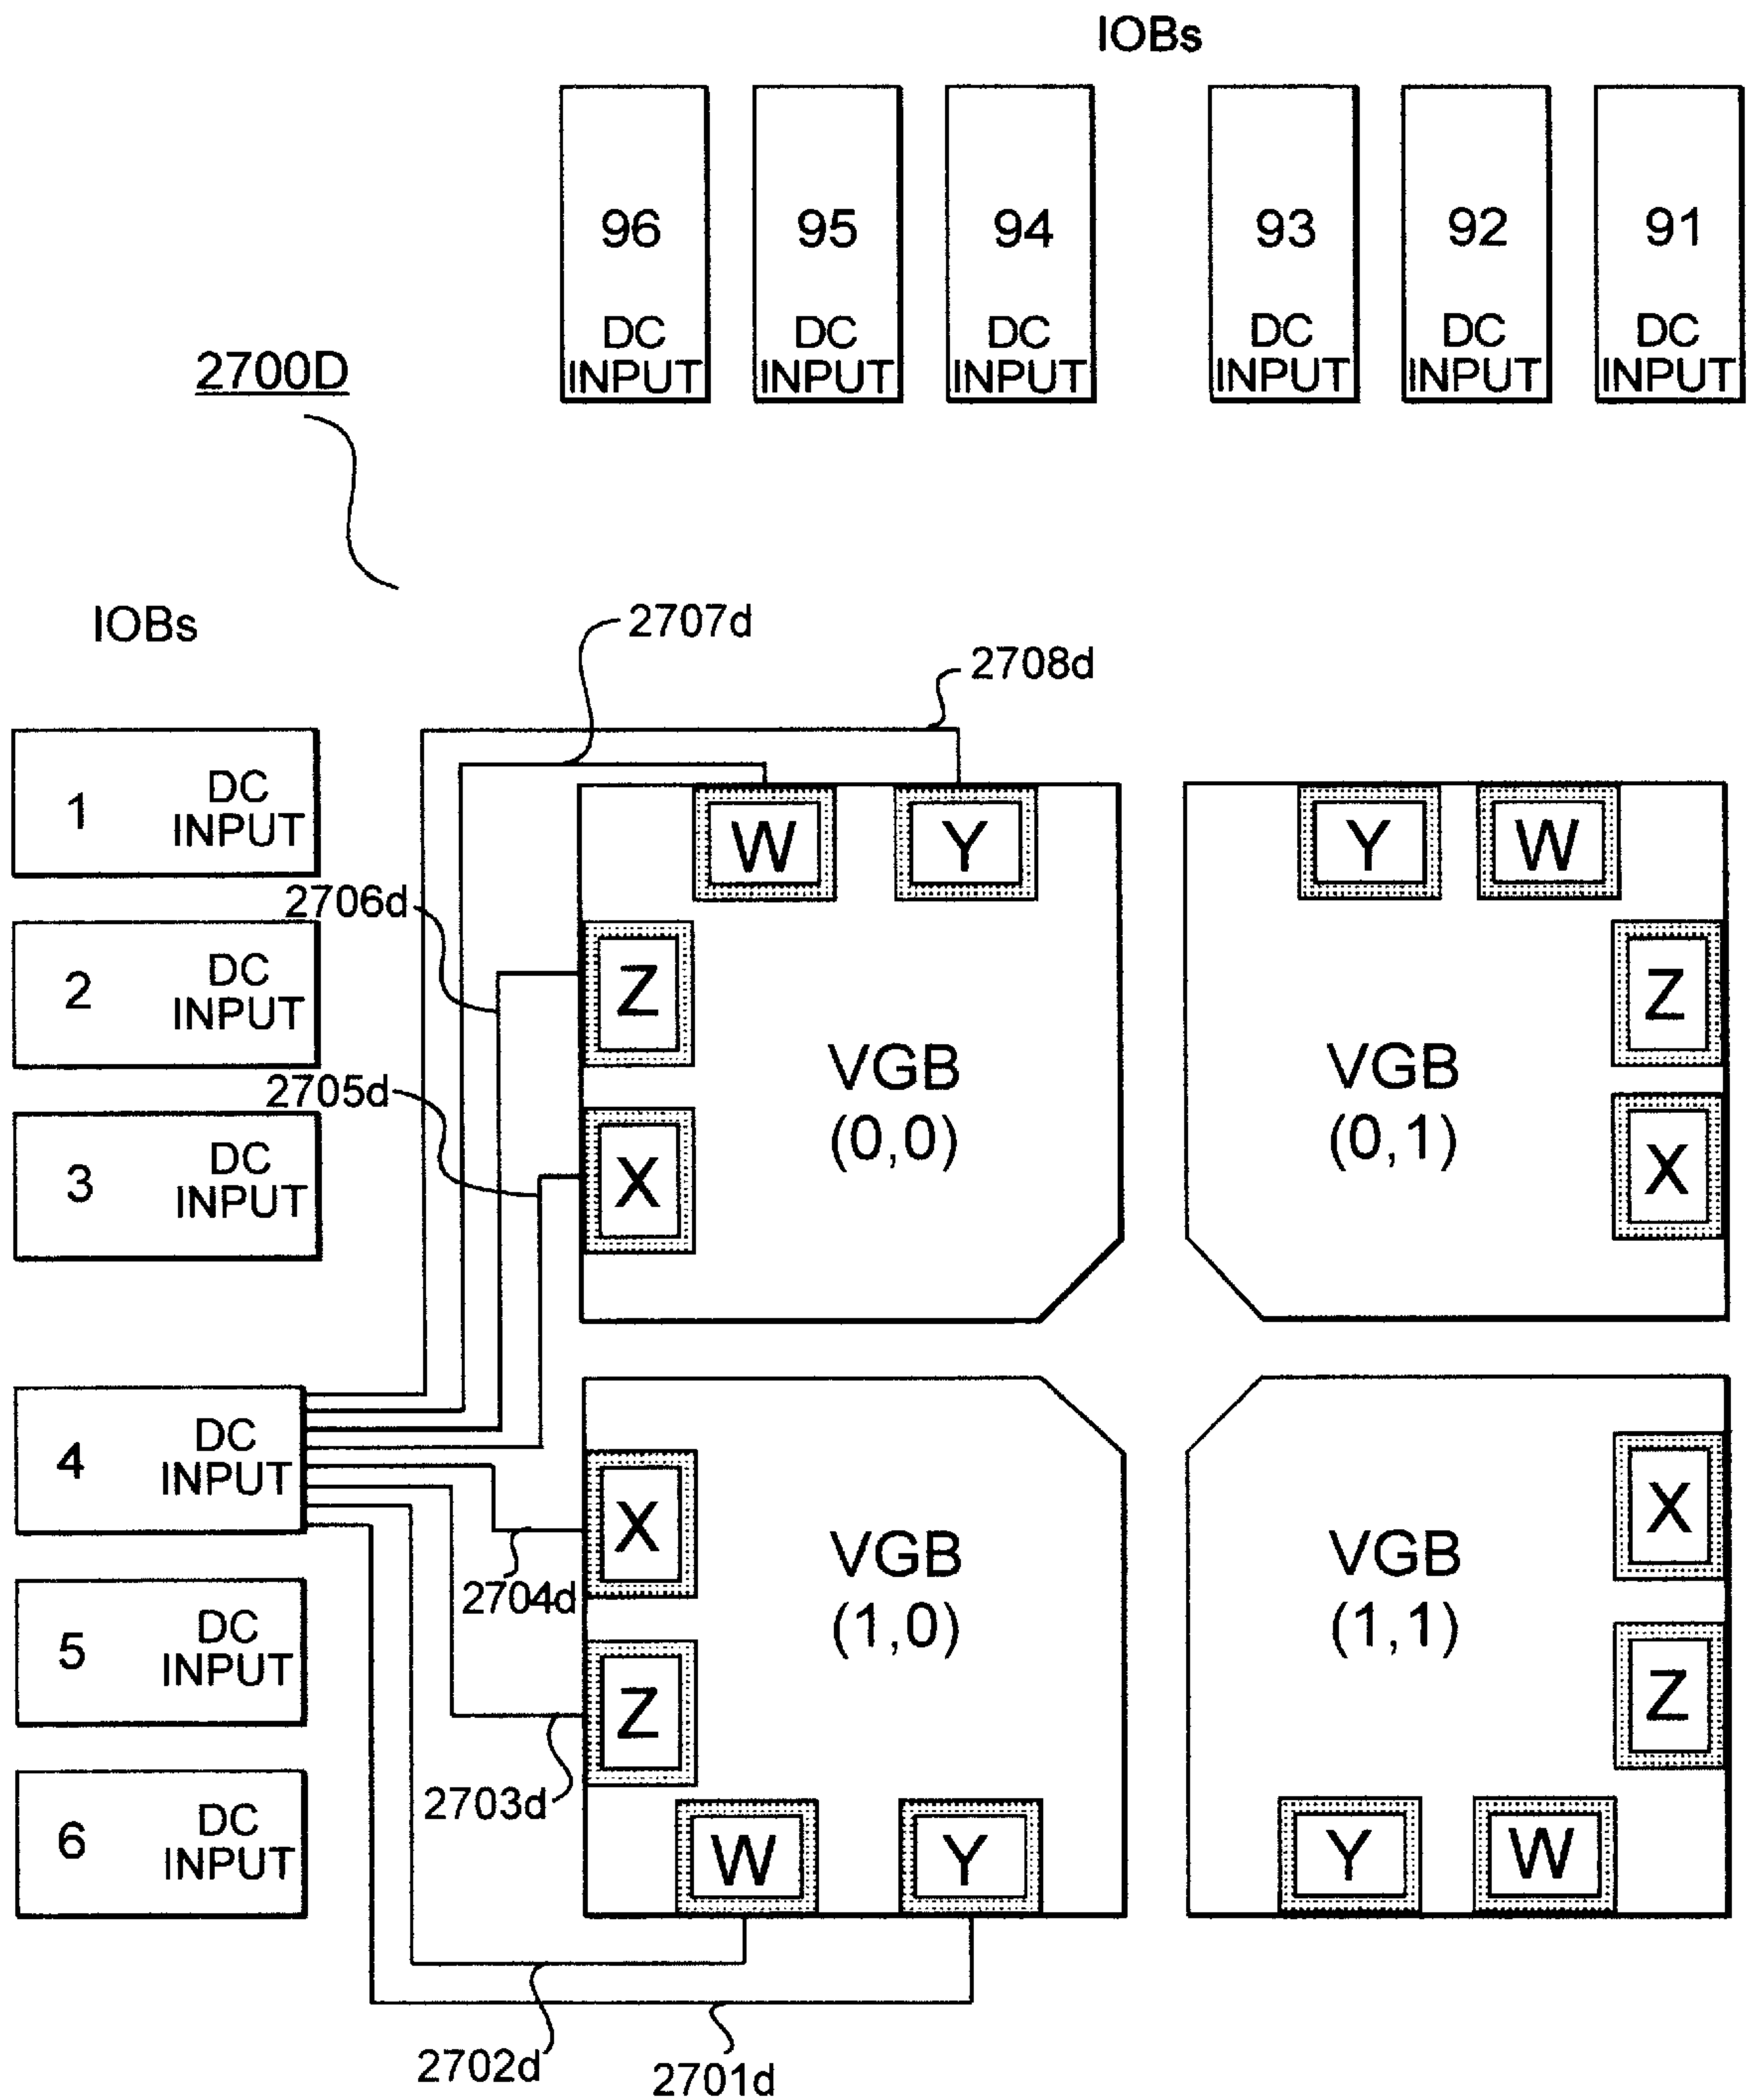 IOBs
96 95 94 93 92 91
DC DC DC DC DC DC
INPUT INPUT INPUT INPUT INPUT INPUT
2700D
IOBs
2707d
2708d
1 DC INPUT
W Y Y W
2706d
2 DC INPUT
Z Z
VGB (0,0)
VGB (0,1)
2705d
3 DC INPUT
X X
4 DC INPUT
X X
VGB (1,0)
VGB (1,1)
2704d
5 DC INPUT
Z Z
2703d
6 DC INPUT
W Y Y W
2702d
2701d